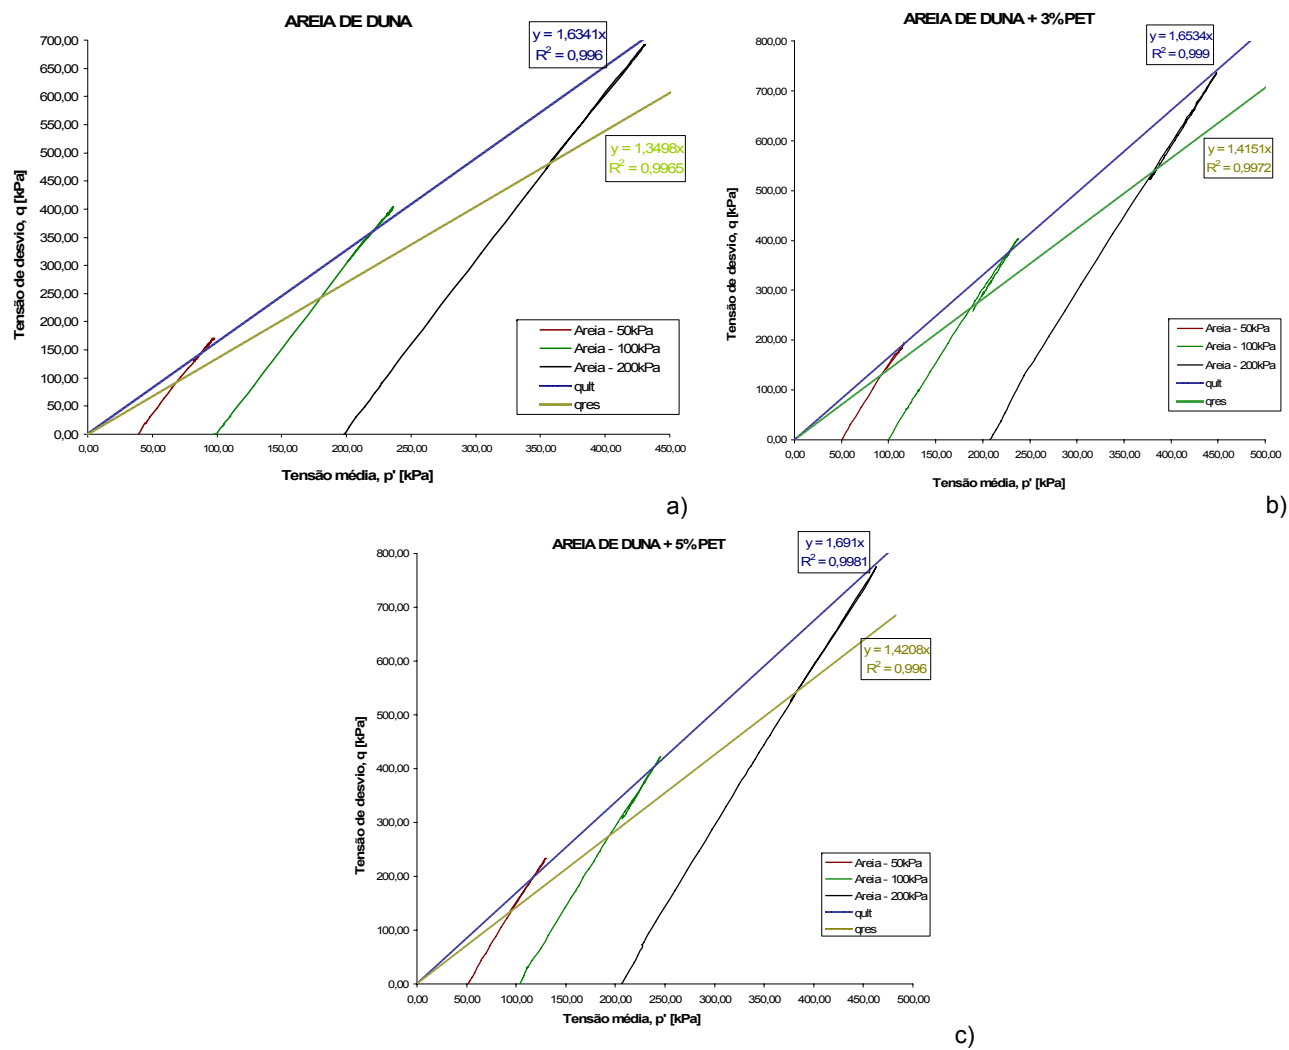 AREIA DE DUNA
y = 1,6341x
R² = 0,996
y = 1,3498x
R² = 0,9965
700,00
650,00
600,00
550,00
500,00
450,00
400,00
350,00
300,00
250,00
200,00
150,00
100,00
50,00
0,00
Tensão de desvio, q [kPa]
Areia - 50kPa
Areia - 100kPa
Areia - 200kPa
qult
qres
0,00 50,00 100,00 150,00 200,00 250,00 300,00 350,00 400,00 450,00
Tensão média, p' [kPa]
a)
AREIA DE DUNA + 3%PET
y = 1,6534x
R² = 0,999
y = 1,4151x
R² = 0,9972
800,00
700,00
600,00
500,00
400,00
300,00
200,00
100,00
0,00
Tensão de desvio, q [kPa]
Areia - 50kPa
Areia - 100kPa
Areia - 200kPa
qult
qres
0,00 50,00 100,00 150,00 200,00 250,00 300,00 350,00 400,00 450,00 500,00
Tensão média, p' [kPa]
b)
AREIA DE DUNA + 5%PET
y = 1,691x
R² = 0,9981
y = 1,4208x
R² = 0,996
800,00
700,00
600,00
500,00
400,00
300,00
200,00
100,00
0,00
Tensão de desvio, q [kPa]
Areia - 50kPa
Areia - 100kPa
Areia - 200kPa
qult
qres
0,00 50,00 100,00 150,00 200,00 250,00 300,00 350,00 400,00 450,00 500,00
Tensão média, p' [kPa]
c)